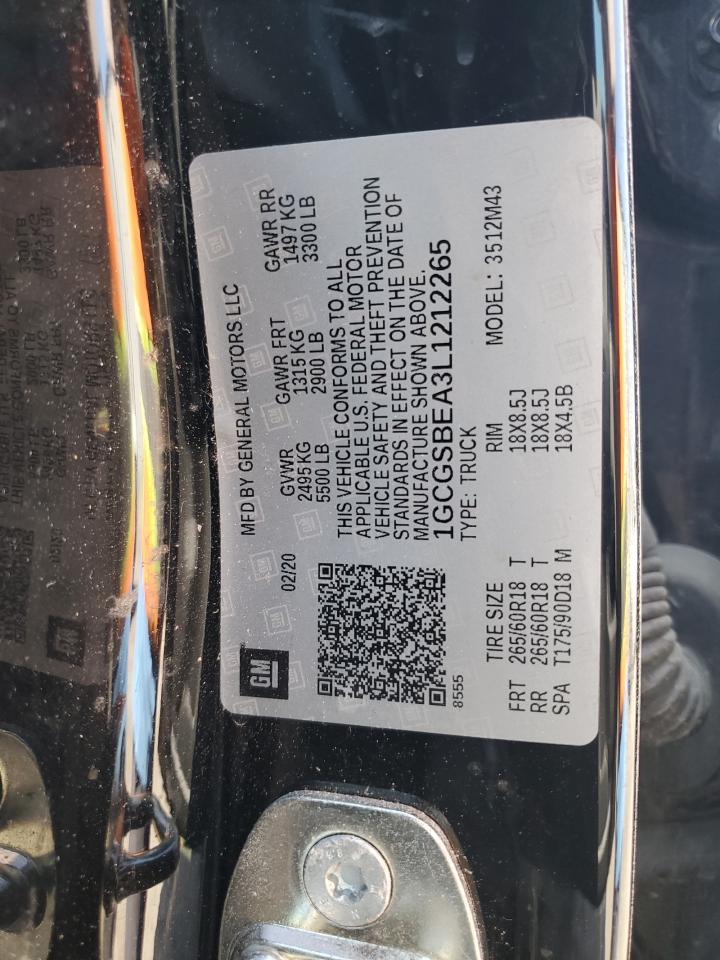 GM
MFD BY GENERAL MOTORS LLC
02/20
GVWR GAWR FRT GAWR RR
2495KG 1315 KG 1497 KG
5500 LB 2900 LB 3300 LB
THIS VEHICLE CONFORMS TO ALL
APPLICABLE U.S. FEDERAL MOTOR
VEHICLE SAFETY AND THEFT PREVENTION
STANDARDS IN EFFECT ON THE DATE OF
MANUFACTURE SHOWN ABOVE.
1GCGSBEA3L1212265
8555
TYPE: TRUCK MODEL: 3512M43
TIRE SIZE RIM
FRT 265/60R18 T 18X8.5J
RR 265/60R18 T 18X8.5J
SPA T175/90D18 M 18X4.5B